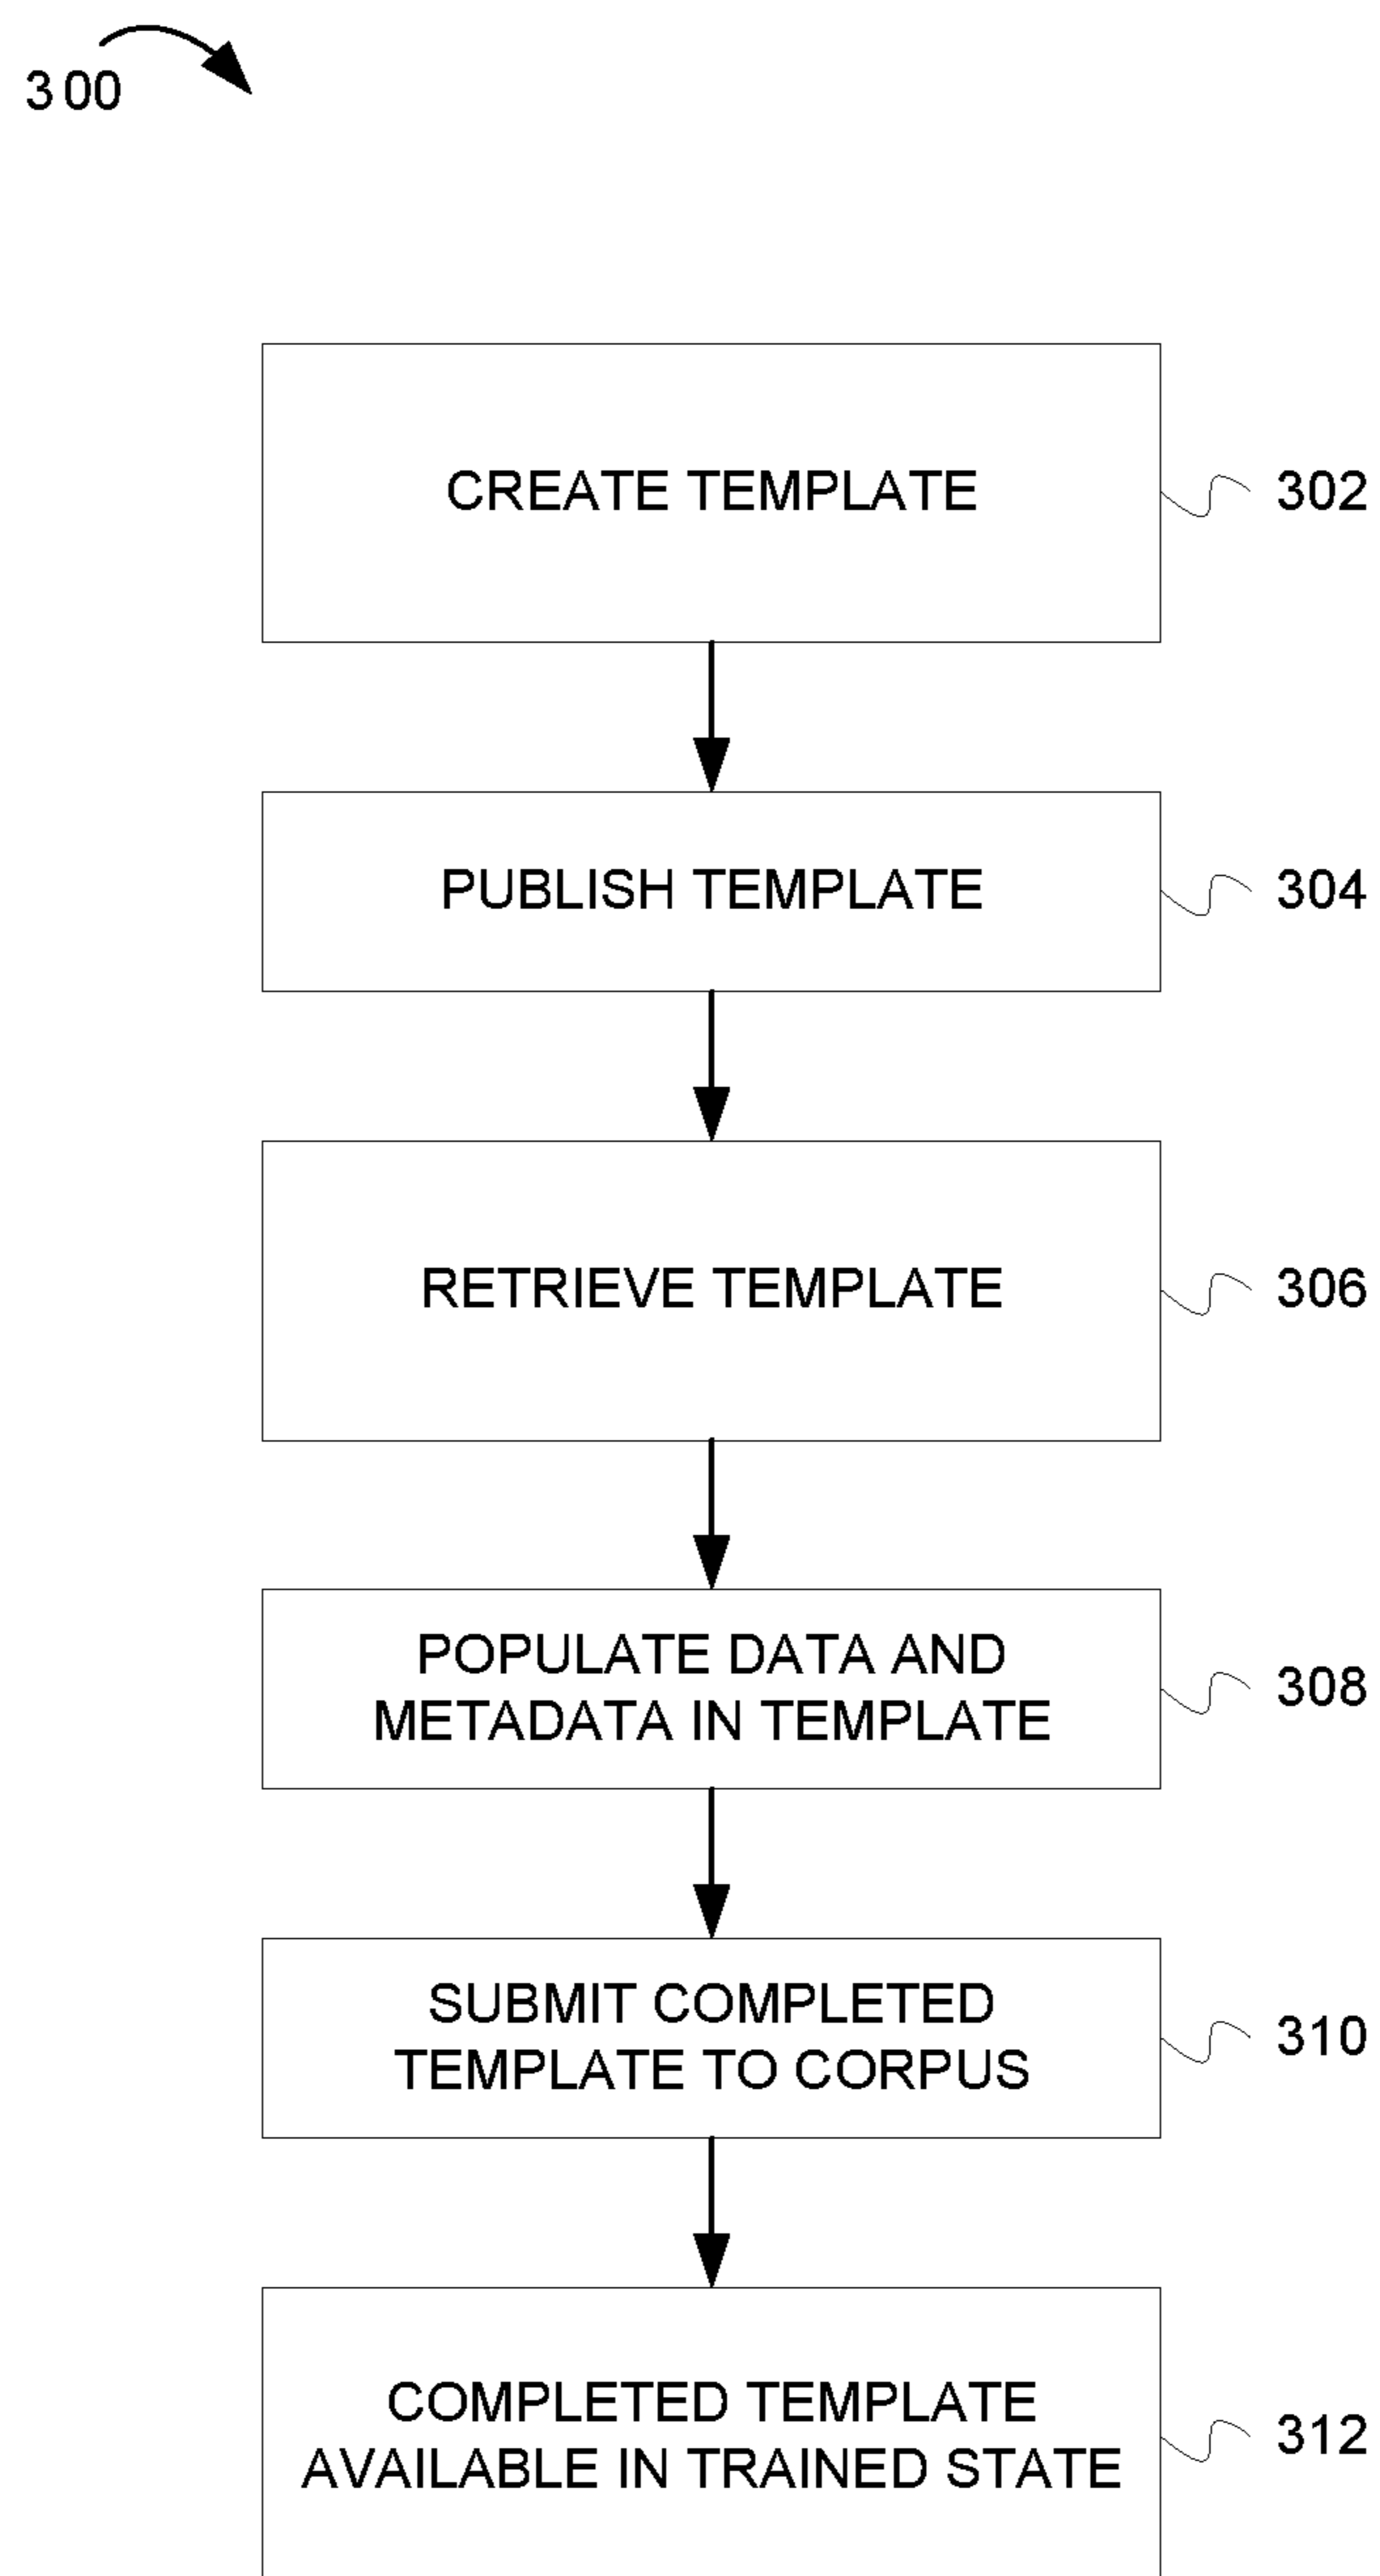 300
CREATE TEMPLATE
302
PUBLISH TEMPLATE
304
RETRIEVE TEMPLATE
306
POPULATE DATA AND
METADATA IN TEMPLATE
308
SUBMIT COMPLETED
TEMPLATE TO CORPUS
310
COMPLETED TEMPLATE
AVAILABLE IN TRAINED STATE
312